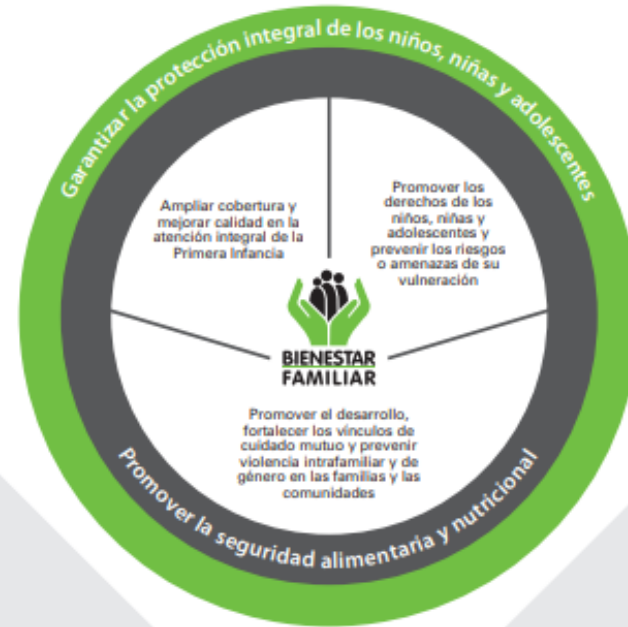 Garantizar la protección integral de los niños, niñas y adolescentes
Ampliar cobertura y
mejorar calidad en la
atención integral de la
Primera Infancia
Promover los
derechos de los
niños, niñas y
adolescentes y
prevenir los riesgos
o amenazas de su
vulneración
BIENESTAR
FAMILIAR
Promover el desarrollo,
fortalecer los vínculos de
cuidado mutuo y prevenir
violencia intrafamiliar y de
género en las familias y las
comunidades
Promover la seguridad alimentaria y nutricional